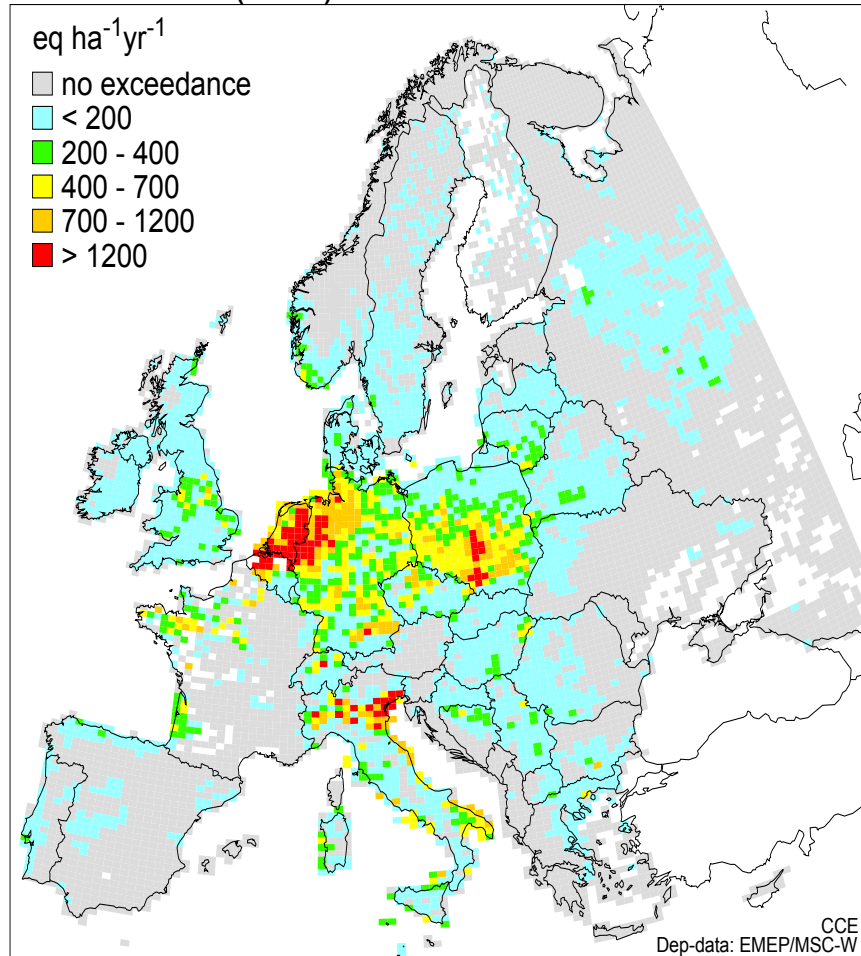 eq ha⁻¹yr⁻¹
no exceedance
< 200
200 - 400
400 - 700
700 - 1200
> 1200
CCE
Dep-data: EMEP/MSC-W